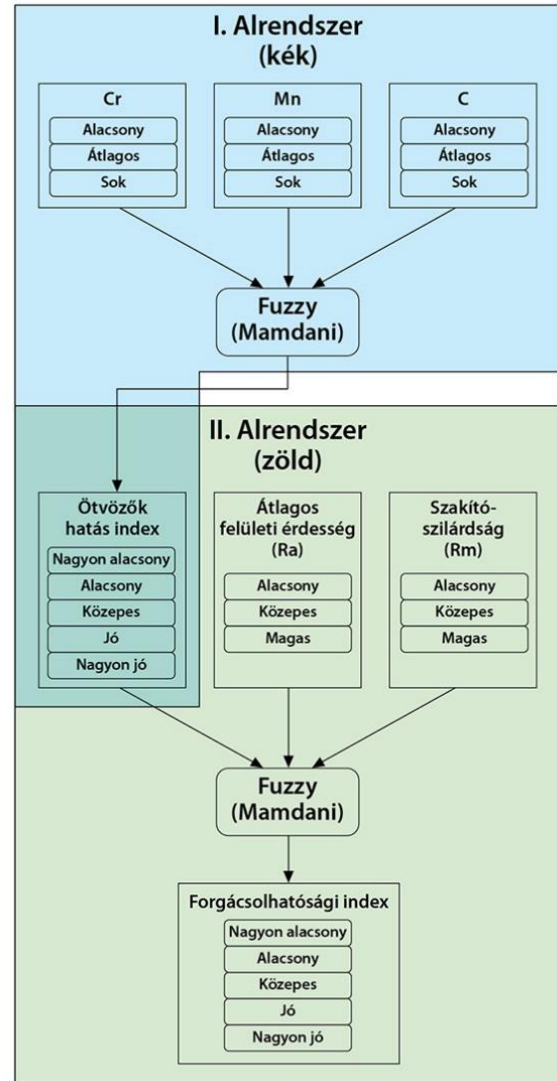 I. Alrendszer
(kék)
Cr
Alacsony
Átlagos
Sok
Mn
Alacsony
Átlagos
Sok
C
Alacsony
Átlagos
Sok
Fuzzy
(Mamdani)
II. Alrendszer
(zöld)
Ötvözők
hatás index
Nagyon alacsony
Alacsony
Közepes
Jó
Nagyon jó
Átlagos
felületi érdesség
(Ra)
Alacsony
Közepes
Magas
Szakító-
szilárdság
(Rm)
Alacsony
Közepes
Magas
Fuzzy
(Mamdani)
Forgácsolhatósági index
Nagyon alacsony
Alacsony
Közepes
Jó
Nagyon jó